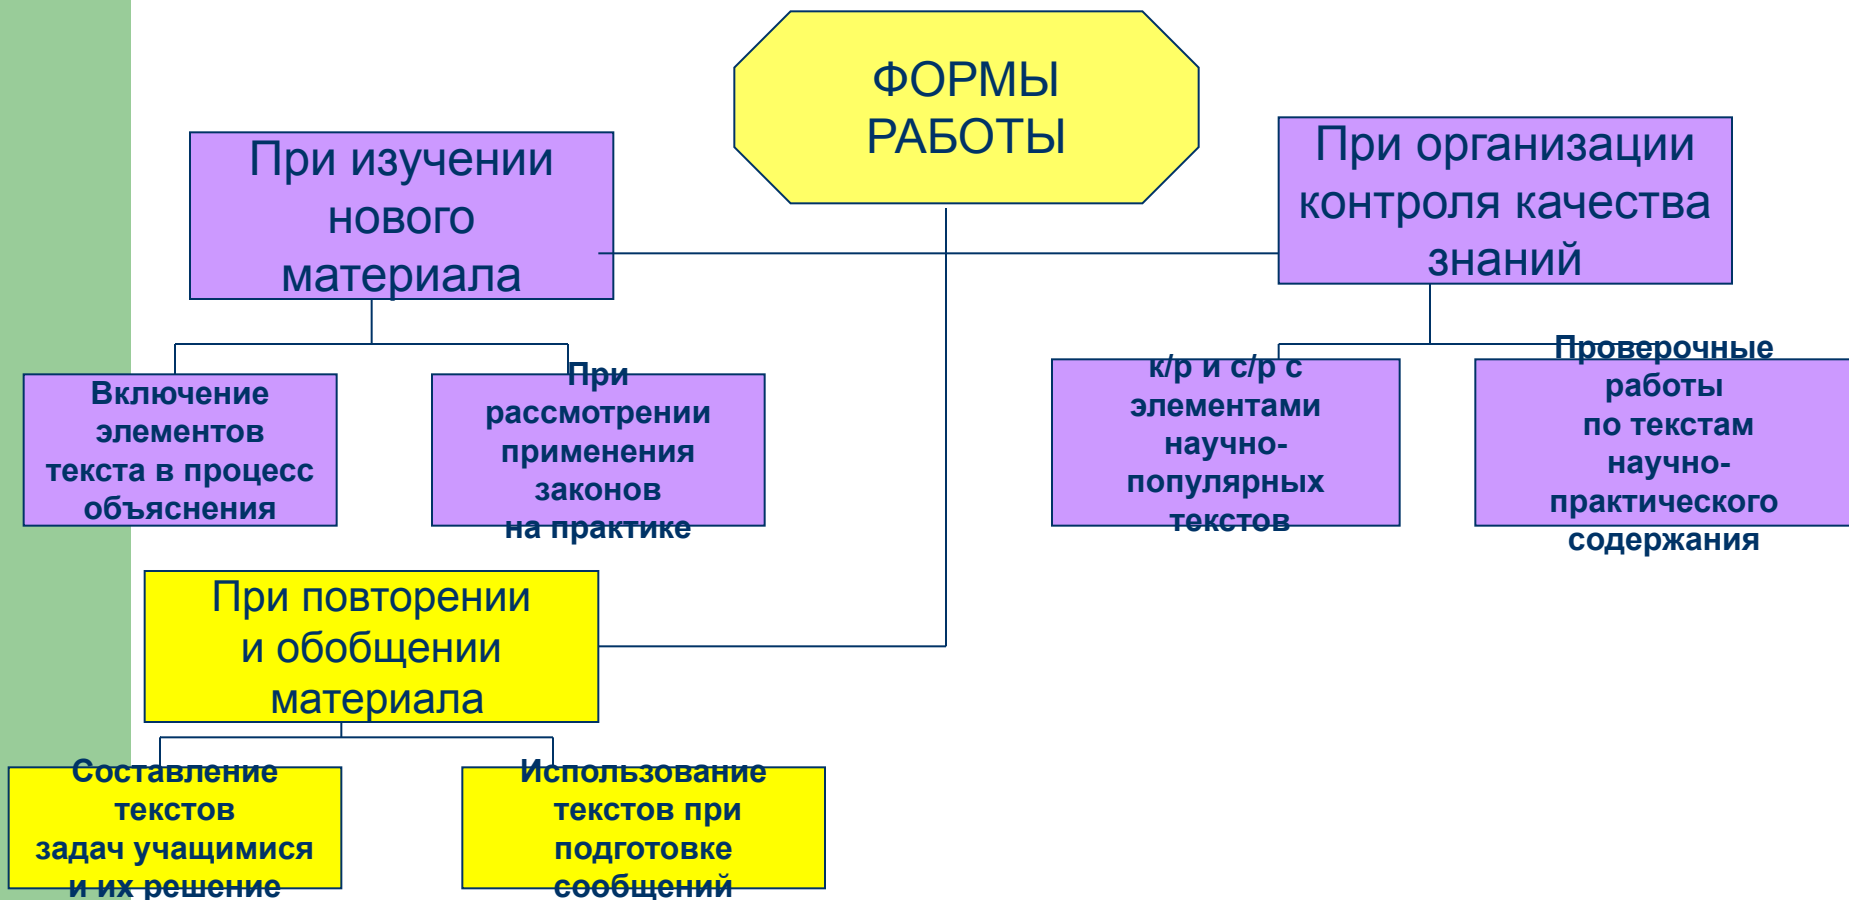 ФОРМЫ
РАБОТЫ
При изучении
нового
материала
При организации
контроля качества
знаний
Включение
элементов
текста в процесс
объяснения
При
рассмотрении
применения
законов
на практике
к/р и с/р с
элементами
научно-
популярных
текстов
Проверочные
работы
по текстам
научно-
практического
содержания
При повторении
и обобщении
материала
Составление
текстов
задач учащимися
и их решение
Использование
текстов при
подготовке
сообщений